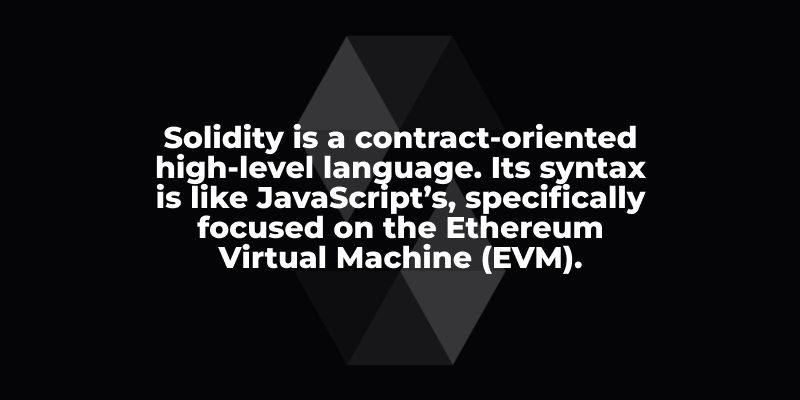 Solidity is a contract-oriented
high-level language. Its syntax
is like JavaScript’s, specifically
focused on the Ethereum
Virtual Machine (EVM).